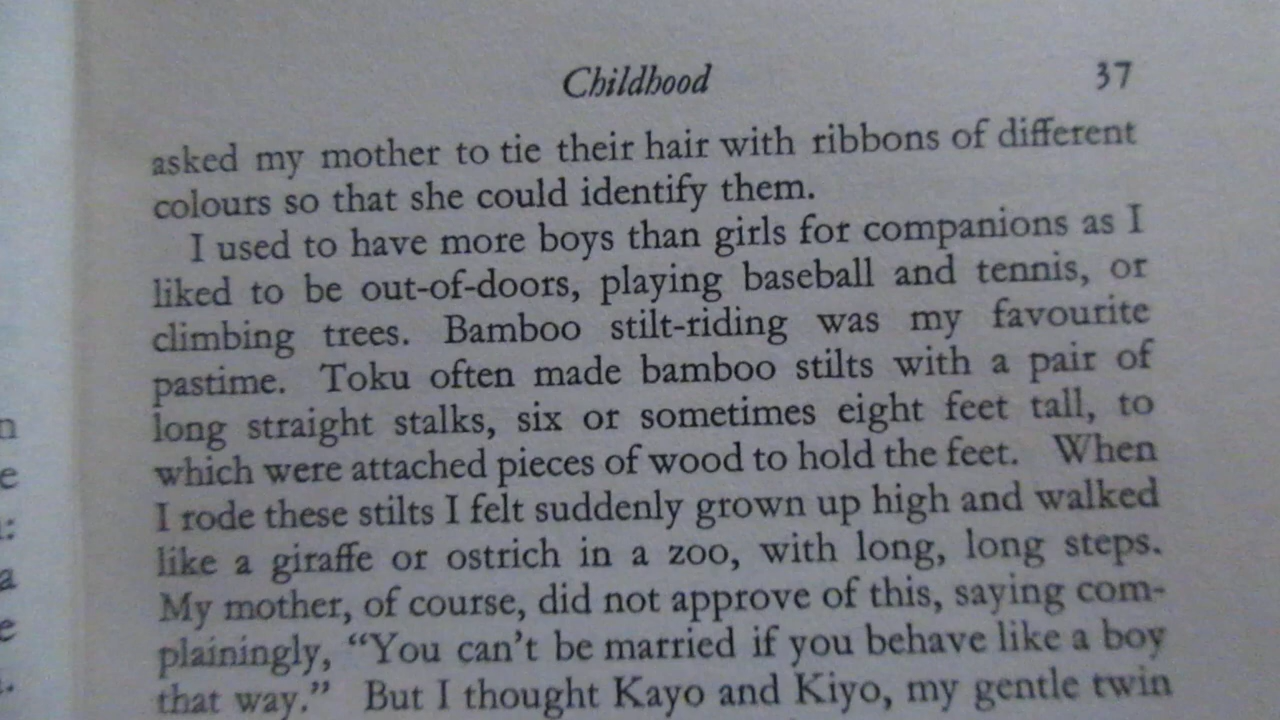 Childhood 37
asked my mother to tie their hair with ribbons of different
colours so that she could identify them.
I used to have more boys than girls for companions as I
liked to be out-of-doors, playing baseball and tennis, or
climbing trees. Bamboo stilt-riding was my favourite
pastime. Toku often made bamboo stilts with a pair of
long straight stalks, six or sometimes eight feet tall, to
which were attached pieces of wood to hold the feet. When
I rode these stilts I felt suddenly grown up high and walked
like a giraffe or ostrich in a zoo, with long, long steps.
My mother, of course, did not approve of this, saying com-
plainingly, “You can’t be married if you behave like a boy
that way.” But I thought Kayo and Kiyo, my gentle twin